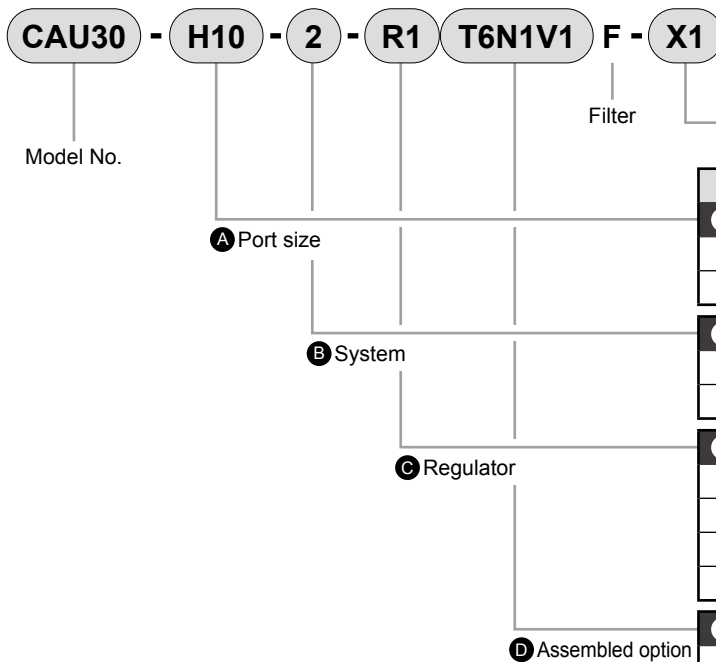 CAU30 - H10 - 2 - R1 T6N1V1 F - X1
Filter
Model No.
A Port size
B System
C Regulator
D Assembled option